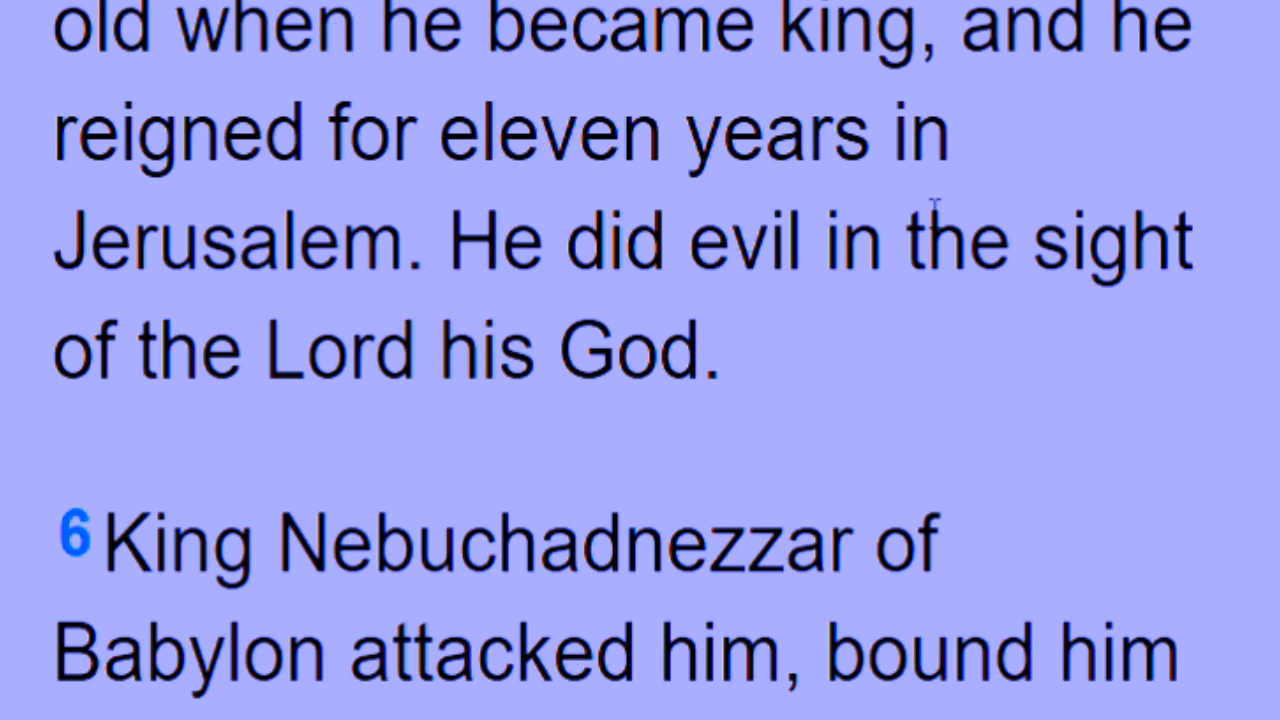 old when he became king, and he
reigned for eleven years in
Jerusalem. He did evil in the sight
of the Lord his God.
6 King Nebuchadnezzar of
Babylon attacked him, bound him